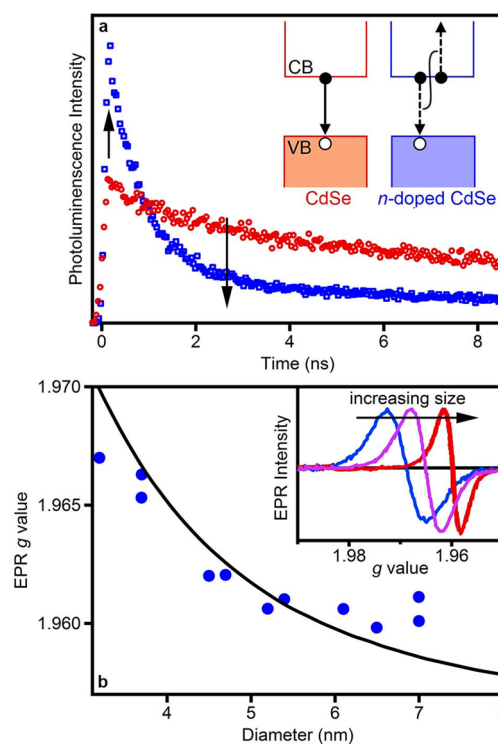 a
Photoluminenscence Intensity
CB
VB
CdSe
n-doped CdSe
0 2 4 6 8
Time (ns)
1.970
1.965
1.960
EPR g value
b
4 5 6 7
Diameter (nm)
increasing size
EPR Intensity
1.98 1.96
g value